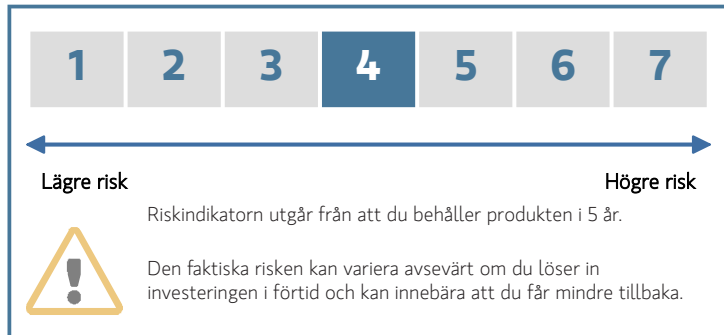 1 2 3 4 5 6 7
Lägre risk Högre risk
Riskindikatorn utgår från att du behåller produkten i 5 år.
Den faktiska risken kan variera avsevärt om du löser in
investeringen i förtid och kan innebära att du får mindre tillbaka.
!